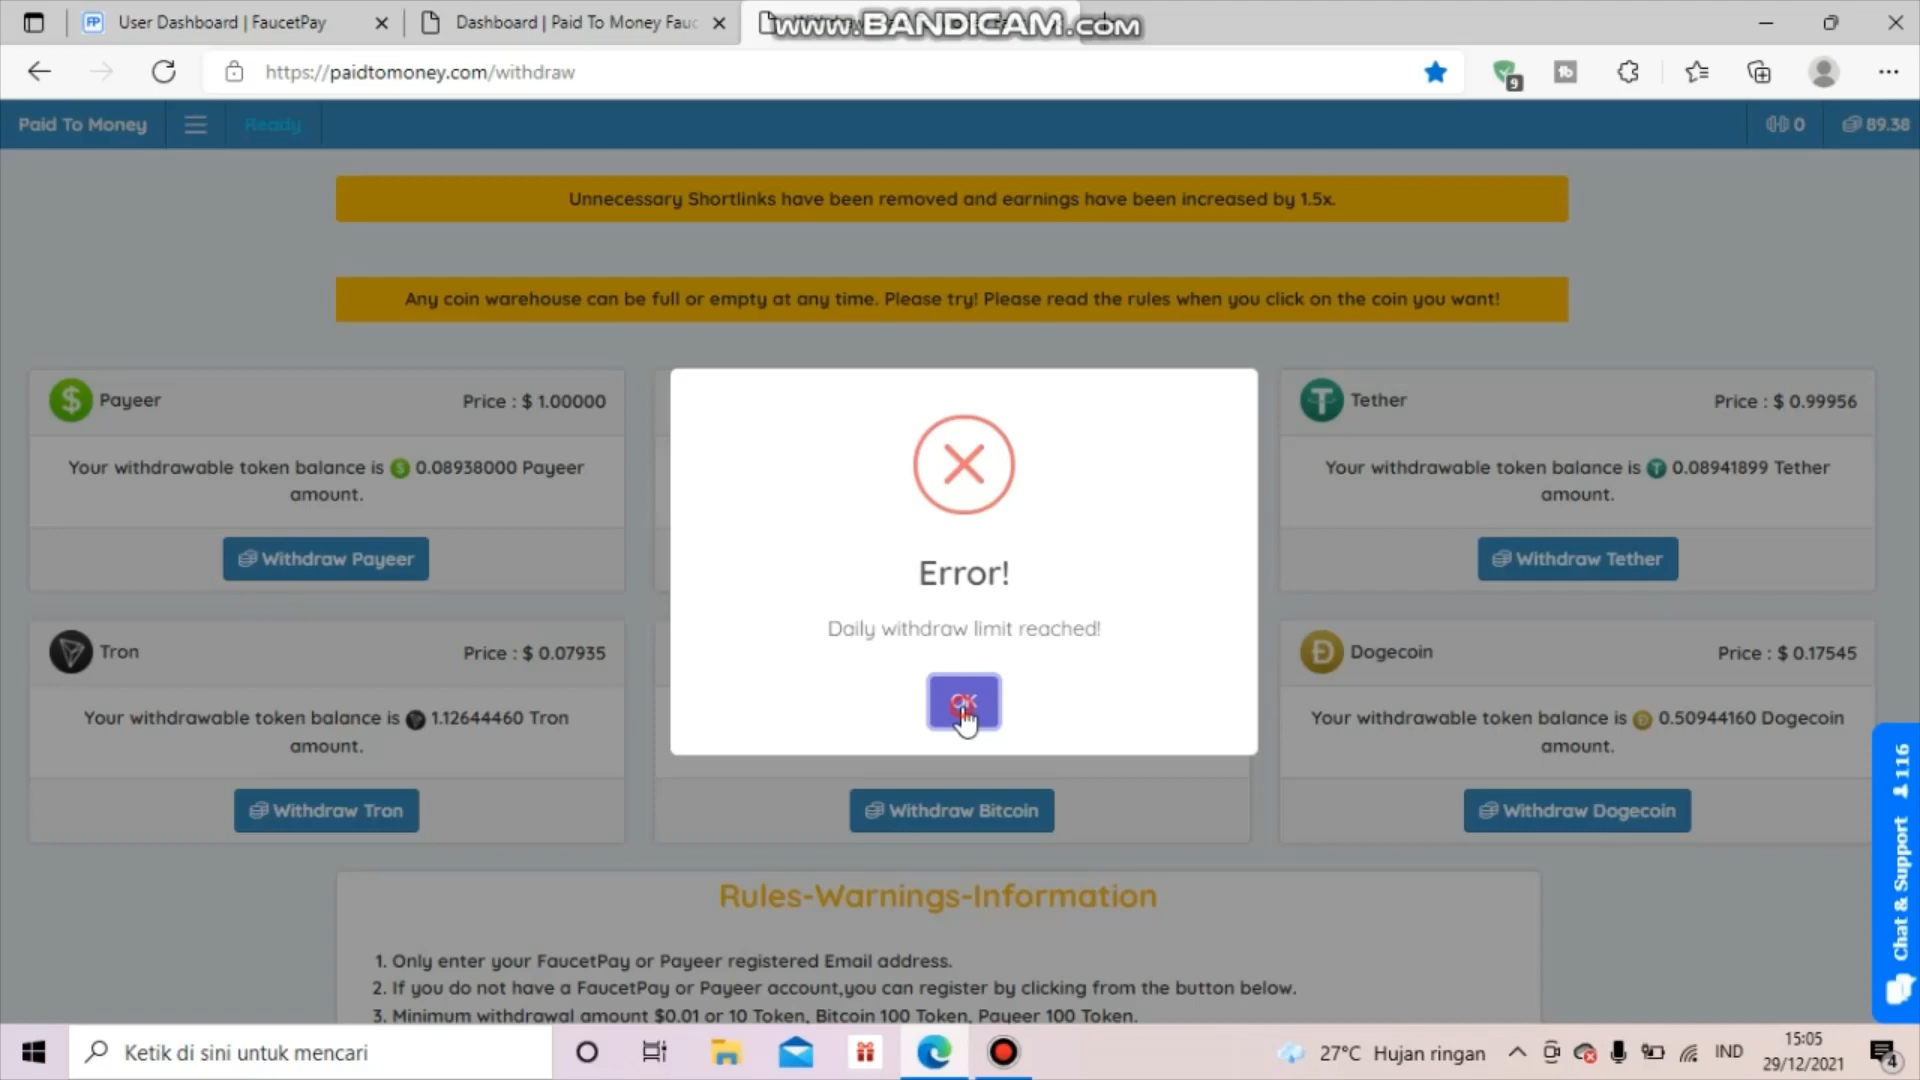 User Dashboard | FaucetPay
Dashboard | Paid To Money Fauc
www.BANDICAM.com
https://paidtomoney.com/withdraw
9
Paid To Money
Ready
0
89.38
Unnecessary Shortlinks have been removed and earnings have been increased by 1.5x.
Any coin warehouse can be full or empty at any time. Please try! Please read the rules when you click on the coin you want!
Payeer
Price : $ 1.00000
Your withdrawable token balance is 0.08938000 Payeer
amount.
Withdraw Payeer
Error!
Daily withdraw limit reached!
OK
Tether
Price : $ 0.99956
Your withdrawable token balance is 0.08941899 Tether
amount.
Withdraw Tether
Tron
Price : $ 0.07935
Your withdrawable token balance is 1.12644460 Tron
amount.
Withdraw Tron
Withdraw Bitcoin
Dogecoin
Price : $ 0.17545
Your withdrawable token balance is 0.50944160 Dogecoin
amount.
Withdraw Dogecoin
Chat & Support 116
Rules-Warnings-Information
1. Only enter your FaucetPay or Payeer registered Email address.
2. If you do not have a FaucetPay or Payeer account,you can register by clicking from the button below.
3. Minimum withdrawal amount $0.01 or 10 Token, Bitcoin 100 Token, Payeer 100 Token.
Ketik di sini untuk mencari
27°C Hujan ringan
IND
15:05
29/12/2021
4